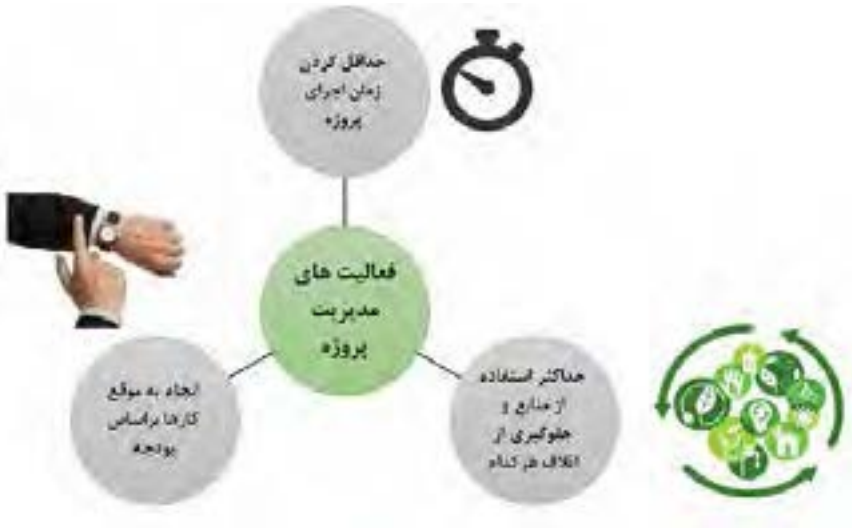 حداقل کردن
زمان اجرای
پروژه
فعالیت های
مدیریت
پروژه
حداکثر استفاده
از منابع و
جلوگیری از
اتلاف هر کدام
انجام به موقع
کارها براساس
بودجه